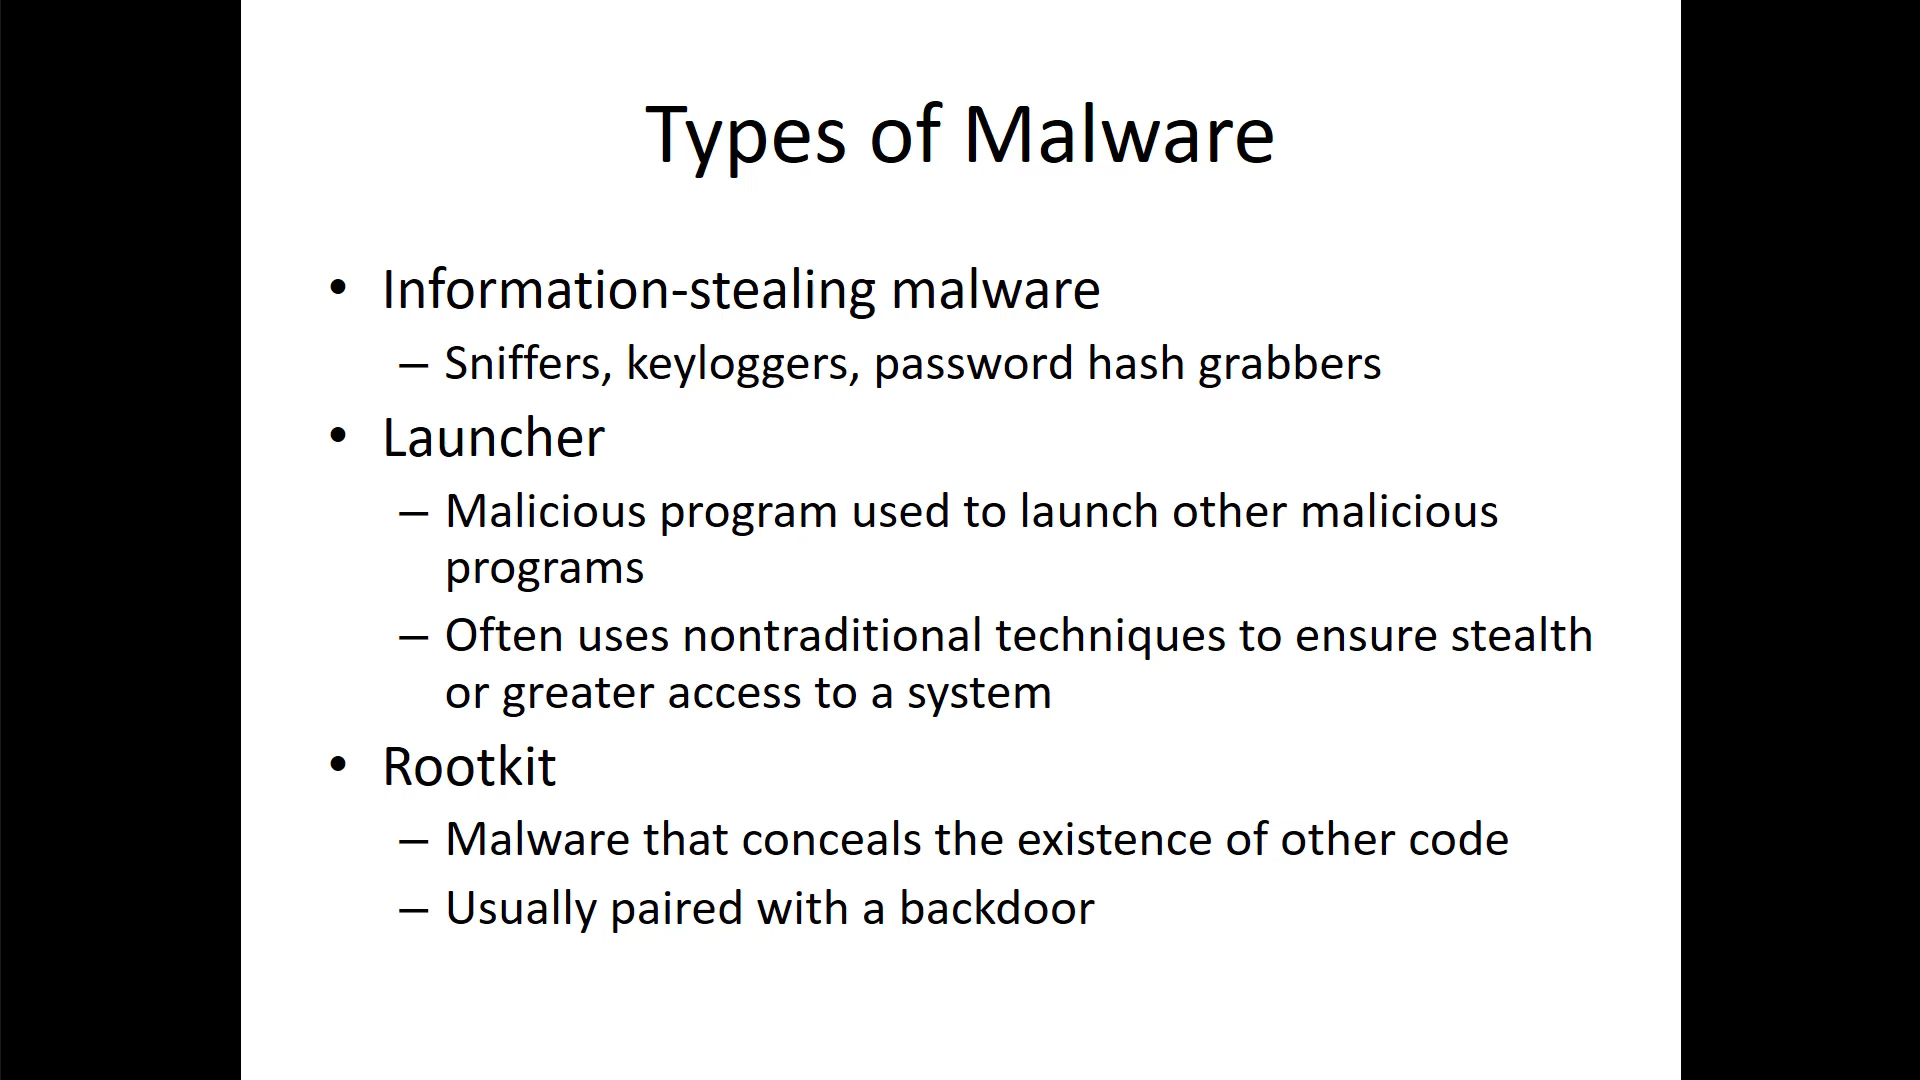 Types of Malware
• Information-stealing malware
– Sniffers, keyloggers, password hash grabbers
• Launcher
– Malicious program used to launch other malicious
programs
– Often uses nontraditional techniques to ensure stealth
or greater access to a system
• Rootkit
– Malware that conceals the existence of other code
– Usually paired with a backdoor